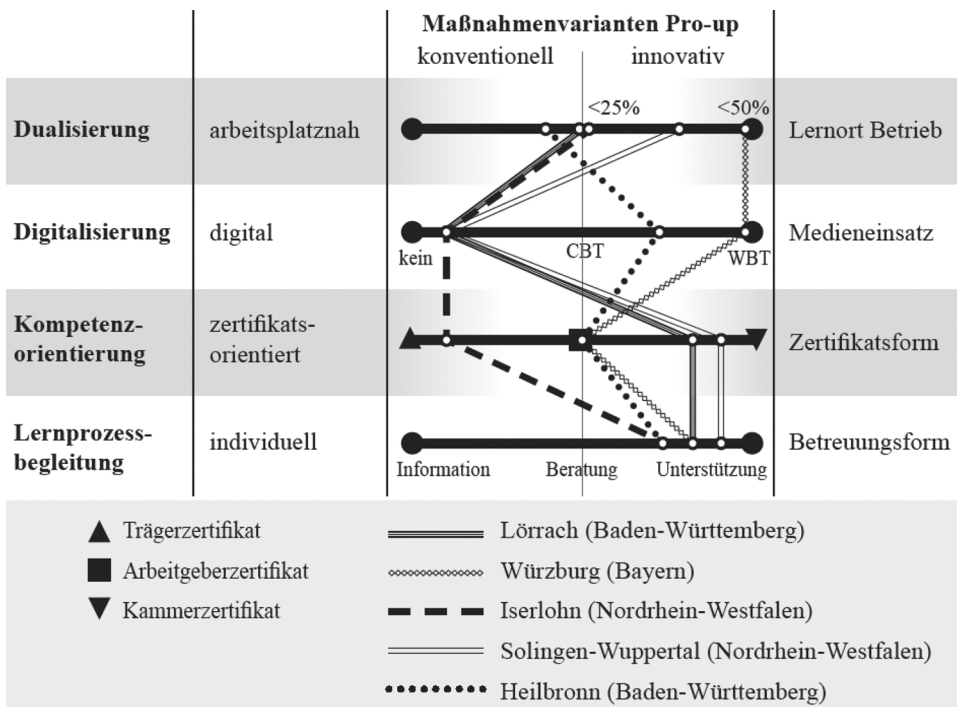 Maßnahmenvarianten Pro-up
konventionell innovativ
<25% <50%
Dualisierung arbeitsplatznah Lernort Betrieb
Digitalisierung digital Medieneinsatz
kein CBT WBT
Kompetenz-
orientierung
zertifikats-
orientiert
Zertifikatsform
Lernprozess-
begleitung
individuell
Betreuungsform
Information Beratung Unterstützung
Trägerzertifikat
Arbeitgeberzertifikat
Kammerzertifikat
Lörrach (Baden-Württemberg)
Würzburg (Bayern)
Iserlohn (Nordrhein-Westfalen)
Solingen-Wuppertal (Nordrhein-Westfalen)
Heilbronn (Baden-Württemberg)